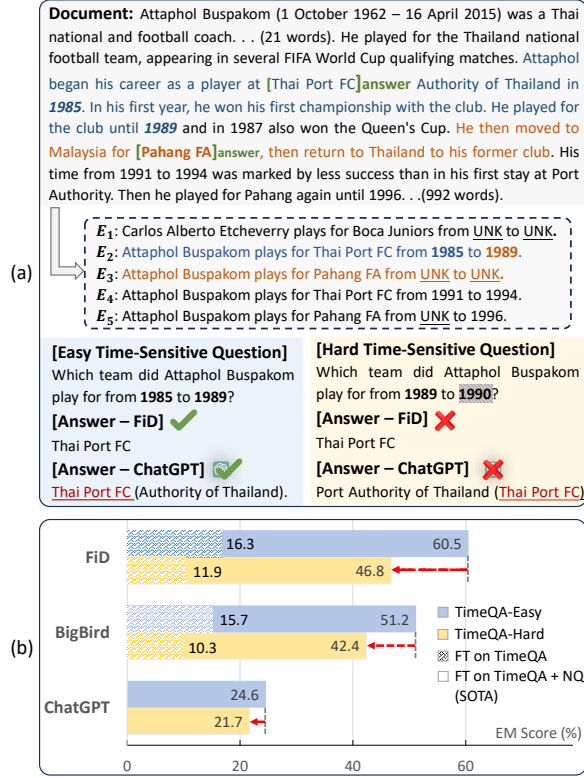 Document: Attaphol Buspakom (1 October 1962 – 16 April 2015) was a Thai
national and football coach. . . (21 words). He played for the Thailand national
football team, appearing in several FIFA World Cup qualifying matches. Attaphol
began his career as a player at [Thai Port FC]answer Authority of Thailand in
1985. In his first year, he won his first championship with the club. He played for
the club until 1989 and in 1987 also won the Queen's Cup. He then moved to
Malaysia for [Pahang FA]answer, then return to Thailand to his former club. His
time from 1991 to 1994 was marked by less success than in his first stay at Port
Authority. Then he played for Pahang again until 1996. . .(992 words).
(a)
E1: Carlos Alberto Etcheverry plays for Boca Juniors from UNK to UNK.
E2: Attaphol Buspakom plays for Thai Port FC from 1985 to 1989.
E3: Attaphol Buspakom plays for Pahang FA from UNK to UNK.
E4: Attaphol Buspakom plays for Thai Port FC from 1991 to 1994.
E5: Attaphol Buspakom plays for Pahang FA from UNK to 1996.
[Easy Time-Sensitive Question]
Which team did Attaphol Buspakom
play for from 1985 to 1989?
[Answer – FiD]
Thai Port FC
[Answer – ChatGPT]
Thai Port FC (Authority of Thailand).
[Hard Time-Sensitive Question]
Which team did Attaphol Buspakom
play for from 1989 to 1990?
[Answer – FiD]
Thai Port FC
[Answer – ChatGPT]
Port Authority of Thailand (Thai Port FC)
(b)
FiD
16.3 60.5
11.9 46.8
BigBird
15.7 51.2
10.3 42.4
ChatGPT
24.6
21.7
TimeQA-Easy
TimeQA-Hard
FT on TimeQA
FT on TimeQA + NQ
(SOTA)
EM Score (%)
0 20 40 60